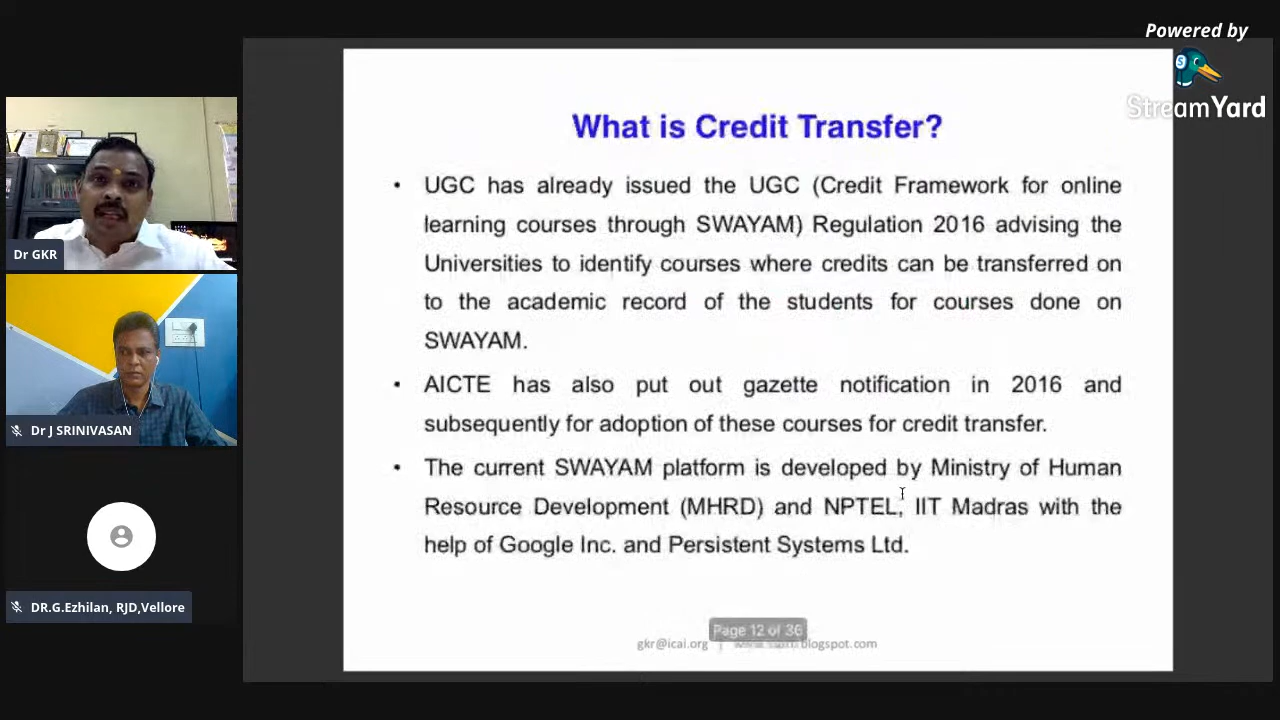 Powered by
StreamYard
What is Credit Transfer?
• UGC has already issued the UGC (Credit Framework for online
learning courses through SWAYAM) Regulation 2016 advising the
Universities to identify courses where credits can be transferred on
to the academic record of the students for courses done on
SWAYAM.
• AICTE has also put out gazette notification in 2016 and
subsequently for adoption of these courses for credit transfer.
• The current SWAYAM platform is developed by Ministry of Human
Resource Development (MHRD) and NPTEL, IIT Madras with the
help of Google Inc. and Persistent Systems Ltd.
Page 12 of 36
gkr@icai.org | blogspot.com
Dr GKR
Dr J SRINIVASAN
DR.G.Ezhilan, RJD,Vellore